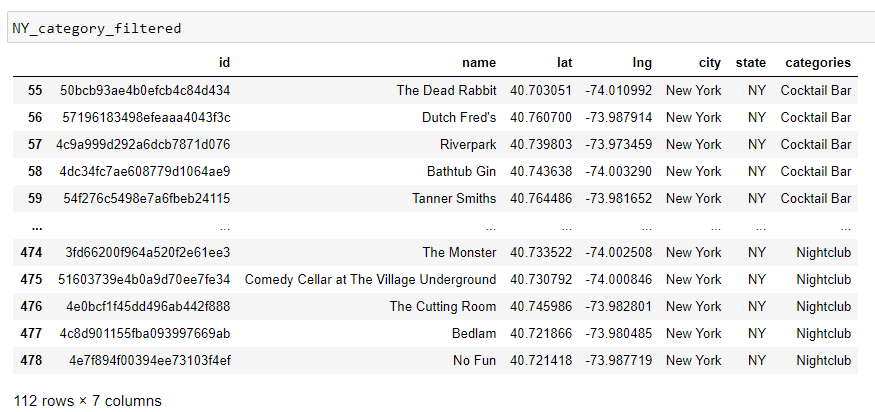 NY_category_filtered
id name lat lng city state categories
55 50bcb93ae4b0efcb4c84d434 The Dead Rabbit 40.703051 -74.010992 New York NY Cocktail Bar
56 57196183498efeaaa4043f3c Dutch Fred's 40.760700 -73.987914 New York NY Cocktail Bar
57 4c9a999d292a6dcb7871d076 Riverpark 40.739803 -73.973459 New York NY Cocktail Bar
58 4dc34fc7ae608779d1064ae9 Bathtub Gin 40.743638 -74.003290 New York NY Cocktail Bar
59 54f276c5498e7a6fbeb24115 Tanner Smiths 40.764486 -73.981652 New York NY Cocktail Bar
... ... ... ... ... ... ... ...
474 3fd66200f964a520f2e61ee3 The Monster 40.733522 -74.002508 New York NY Nightclub
475 51603739e4b0a9d70ee7fe34 Comedy Cellar at The Village Underground 40.730792 -74.000846 New York NY Nightclub
476 4e0bcf1f45dd496ab442f888 The Cutting Room 40.745986 -73.982801 New York NY Nightclub
477 4c8d901155fba093997669ab Bedlam 40.721866 -73.980485 New York NY Nightclub
478 4e7f894f00394ee73103f4ef No Fun 40.721418 -73.987719 New York NY Nightclub
112 rows × 7 columns